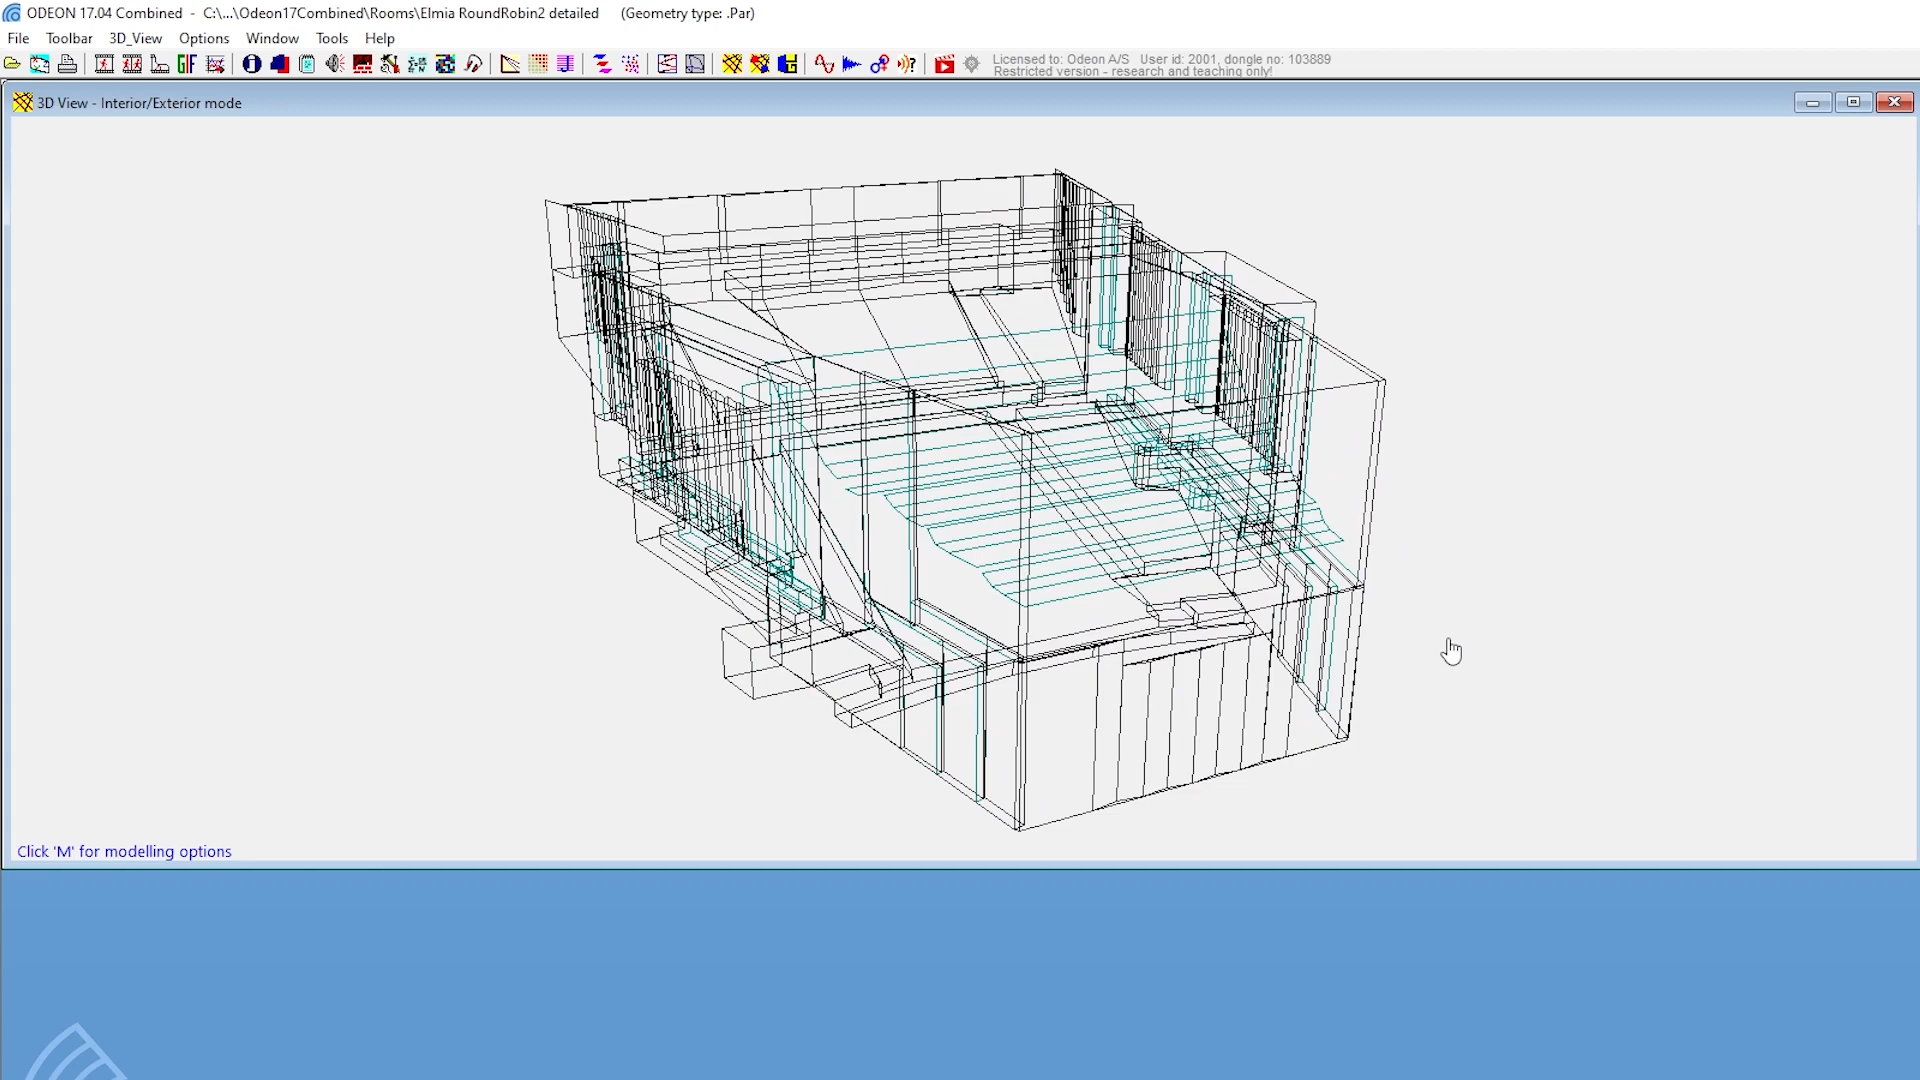 ODEON 17.04 Combined - C:\...\Odeon17Combined\Rooms\Elmia RoundRobin2 detailed (Geometry type: .Par)
File Toolbar 3D_View Options Window Tools Help
GIF Licensed to: Odeon A/S User id: 2001, dongle no: 103889
Restricted version - research and teaching only!
3D View - Interior/Exterior mode
Click 'M' for modelling options